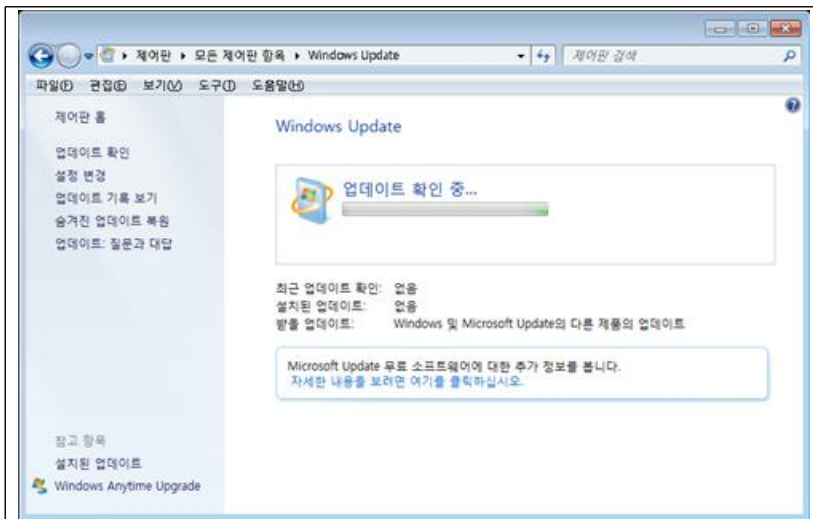 제어판 ▸ 모든 제어판 항목 ▸ Windows Update
제어판 검색
파일(F) 편집(E) 보기(V) 도구(T) 도움말(H)
제어판 홈
업데이트 확인
설정 변경
업데이트 기록 보기
숨겨진 업데이트 복원
업데이트: 질문과 대답
Windows Update
업데이트 확인 중...
최근 업데이트 확인: 없음
설치된 업데이트: 없음
받을 업데이트: Windows 및 Microsoft Update의 다른 제품의 업데이트
Microsoft Update 무료 소프트웨어에 대한 추가 정보를 봅니다.
자세한 내용을 보려면 여기를 클릭하십시오.
참고 항목
설치된 업데이트
Windows Anytime Upgrade